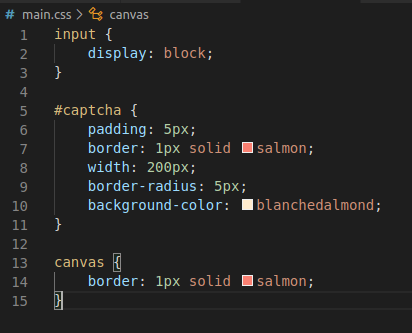 # main.css > canvas
1 input {
2     display: block;
3 }
4
5 #captcha {
6     padding: 5px;
7     border: 1px solid salmon;
8     width: 200px;
9     border-radius: 5px;
10     background-color: blanchedalmond;
11 }
12
13 canvas {
14     border: 1px solid salmon;
15 }